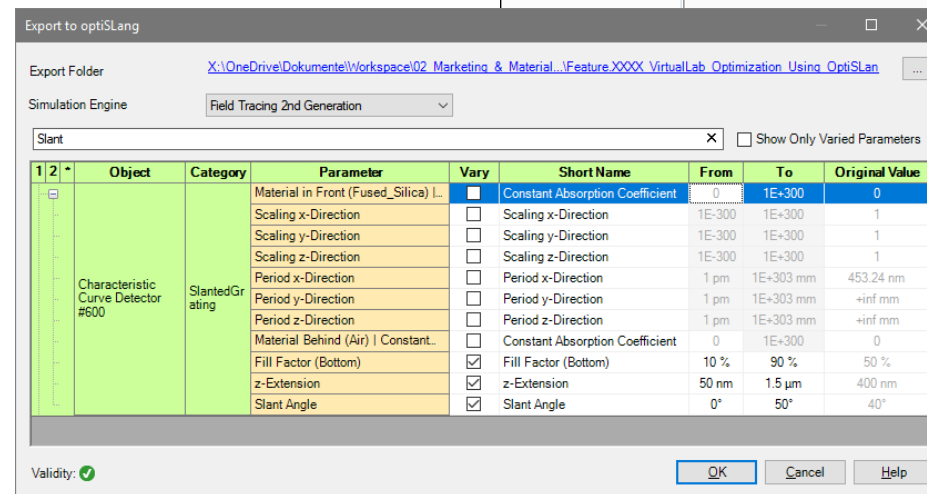 Export to optiSLang
Export Folder
X:\OneDrive\Dokumente\Workspace\02_Marketing_&_Material...\Feature.XXXX_VirtualLab_Optimization_Using_OptiSLan
...
Simulation Engine
Field Tracing 2nd Generation
Slant
Show Only Varied Parameters
1 2 * Object Category Parameter Vary Short Name From To Original Value
Material in Front (Fused_Silica) |... Constant Absorption Coefficient 0 1E+300 0
Scaling x-Direction Scaling x-Direction 1E-300 1E+300 1
Scaling y-Direction Scaling y-Direction 1E-300 1E+300 1
Scaling z-Direction Scaling z-Direction 1E-300 1E+300 1
Characteristic Curve Detector #600
SlantedGrating
Period x-Direction Period x-Direction 1 pm 1E+303 mm 453.24 nm
Period y-Direction Period y-Direction 1 pm 1E+303 mm +inf mm
Period z-Direction Period z-Direction 1 pm 1E+303 mm +inf mm
Material Behind (Air) | Constant... Constant Absorption Coefficient 0 1E+300 0
Fill Factor (Bottom) Fill Factor (Bottom) 10 % 90 % 50 %
z-Extension z-Extension 50 nm 1.5 µm 400 nm
Slant Angle Slant Angle 0° 50° 40°
Validity:
OK Cancel Help